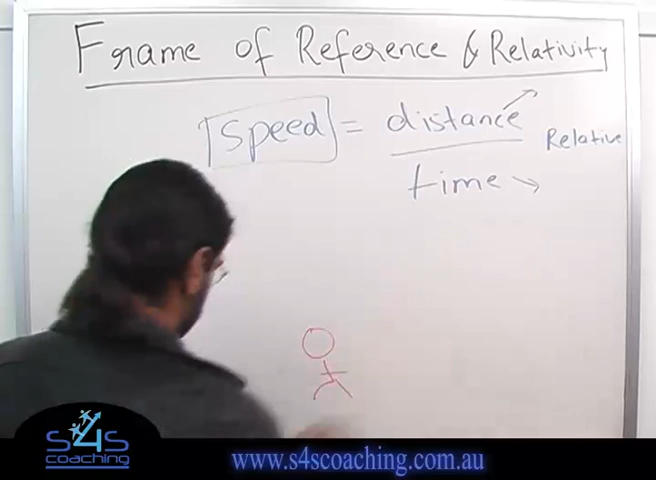 Frame of Reference & Relativity
Speed = distance
Relative
time
S4S
coaching
www.s4scoaching.com.au